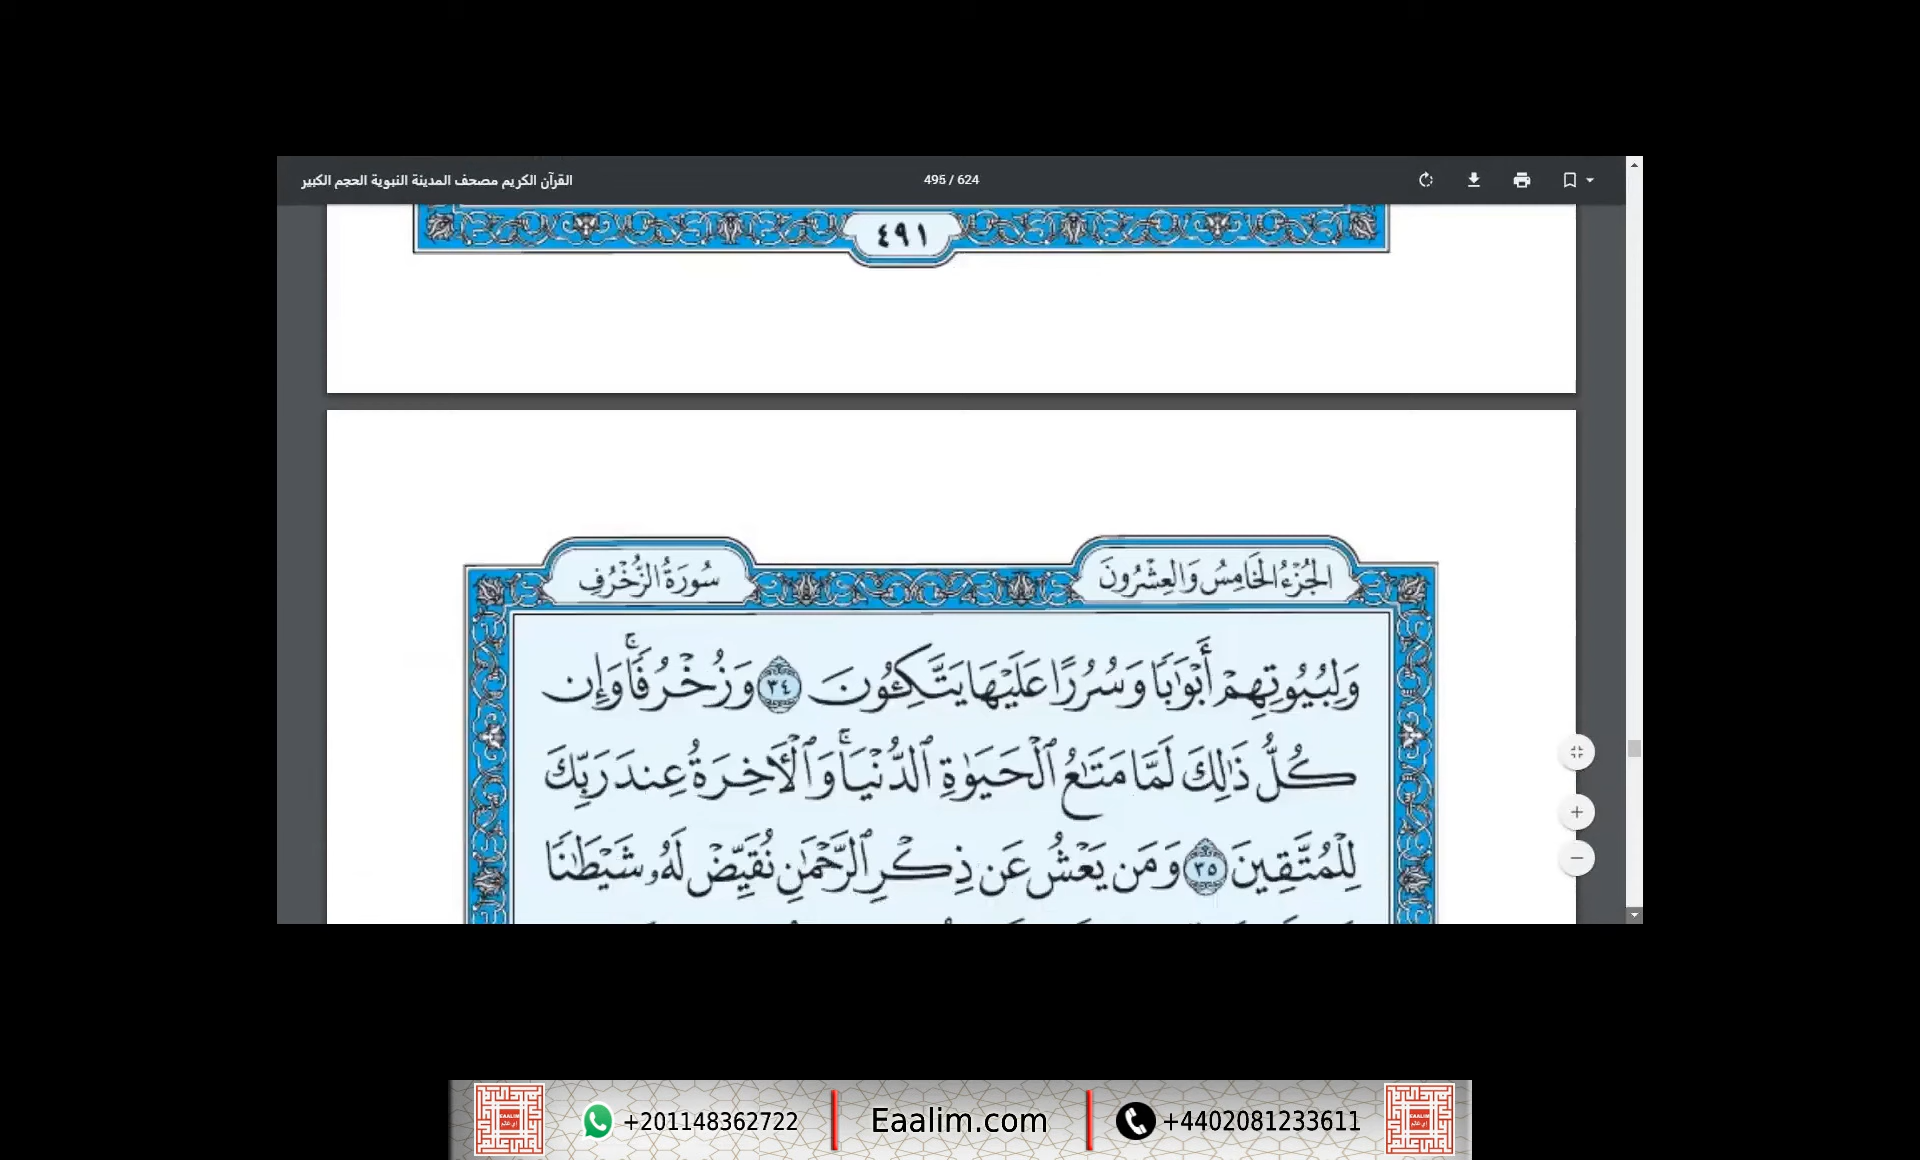 القرآن الكريم مصحف المدينة النبوية الحجم الكبير
495 / 624
٤٩١
الجُزْءُ الخَامِسُ وَالعِشْرُونَ
سُورَةُ الزُّخْرُفِ
وَلِبُيُوتِهِمْ أَبْوَٰبًا وَسُرُرًا عَلَيْهَا يَتَّكِـُٔونَ ٣٤ وَزُخْرُفًاۚ وَإِن
كُلُّ ذَٰلِكَ لَمَّا مَتَٰعُ ٱلْحَيَوٰةِ ٱلدُّنْيَاۚ وَٱلْأٓخِرَةُ عِندَ رَبِّكَ
لِلْمُتَّقِينَ ٣٥ وَمَن يَعْشُ عَن ذِكْرِ ٱلرَّحْمَٰنِ نُقَيِّضْ لَهُۥ شَيْطَٰنًا
+201148362722
Eaalim.com
+4402081233611